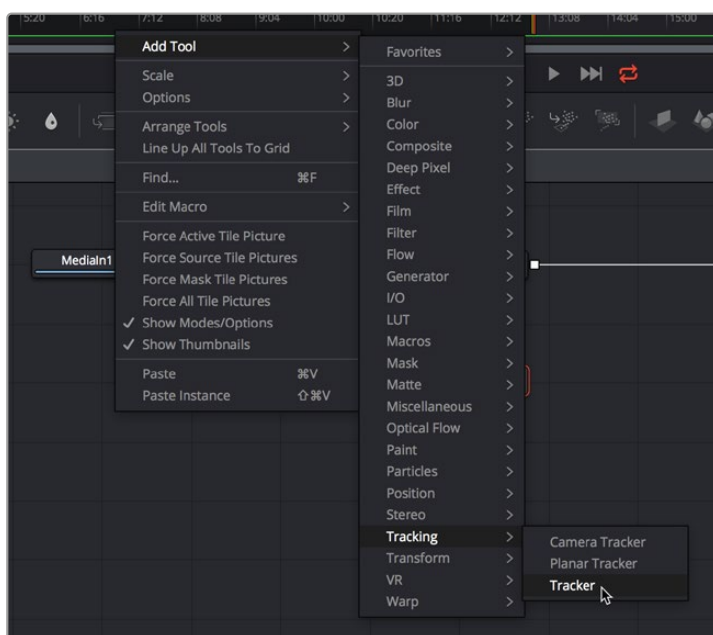 5:20 6:16 7:12 8:08 9:04 10:00 10:20 11:16 12:12 13:08 14:04 15:00
Add Tool >
Scale >
Options >
Arrange Tools >
Line Up All Tools To Grid
Find... ⌘F
Edit Macro >
Force Active Tile Picture
Force Source Tile Pictures
Force Mask Tile Pictures
Force All Tile Pictures
✓ Show Modes/Options
✓ Show Thumbnails
Paste ⌘V
Paste Instance ⇧⌘V
MediaIn1
Favorites >
3D >
Blur >
Color >
Composite >
Deep Pixel >
Effect >
Film >
Filter >
Flow >
Generator >
I/O >
LUT >
Macros >
Mask >
Matte >
Miscellaneous >
Optical Flow >
Paint >
Particles >
Position >
Stereo >
Tracking >
Transform >
VR >
Warp >
Camera Tracker
Planar Tracker
Tracker